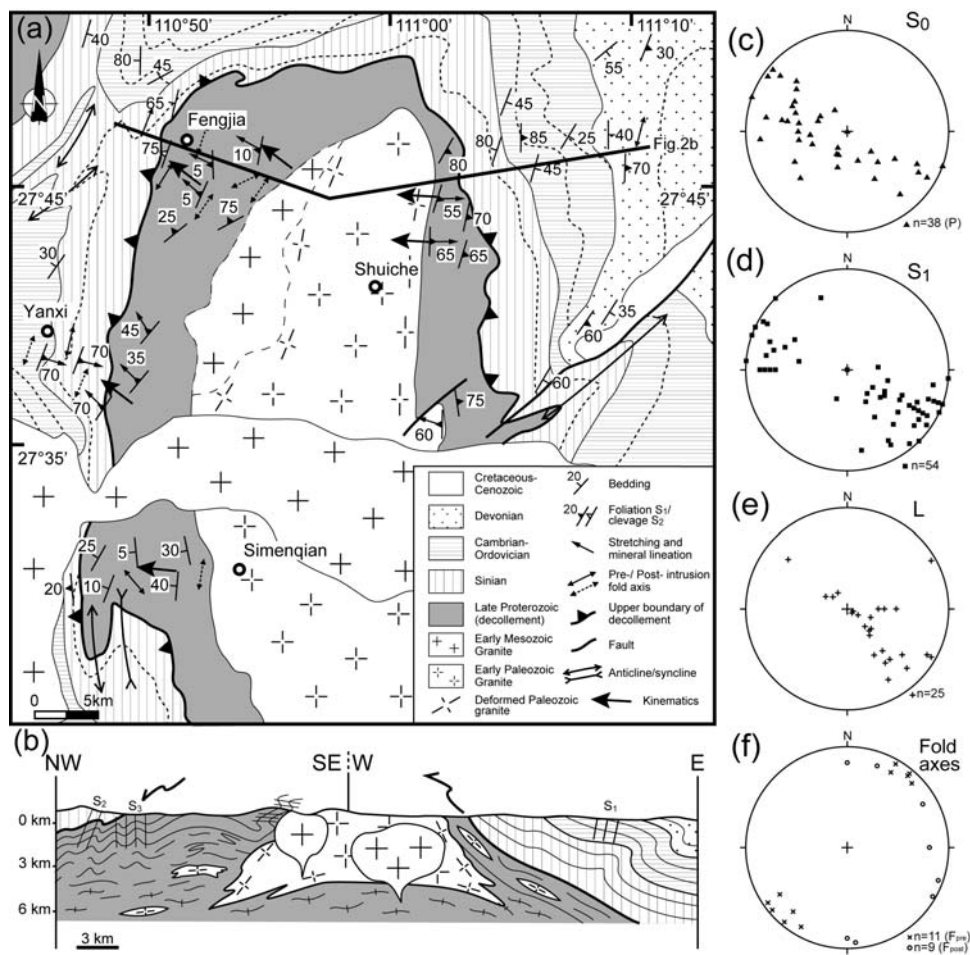 (a)
110°50'
111°00'
111°10'
40
80
45
65
Fengjia
75
10
5
5
25
75
45
80
85
45
25
55
30
40
Fig.2b
70
27°45'
27°45'
80
55
70
65
65
30
Shuiche
Yanxi
45
35
70
70
70
35
60
60
75
60
27°35'
25
5
30
Simenqian
20
10
40
0
5km
Cretaceous-
Cenozoic
Devonian
Cambrian-
Ordovician
Sinian
Late Proterozoic
(decollement)
Early Mesozoic
Granite
Early Paleozoic
Granite
Deformed Paleozoic
granite
20
Bedding
20
Foliation S1/
clevage S2
Stretching and
mineral lineation
Pre-/ Post- intrusion
fold axis
Upper boundary of
decollement
Fault
Anticline/syncline
Kinematics
(b)
NW
SE
W
E
S2
S3
S1
0 km
3 km
6 km
3 km
(c)
N
S0
n=38 (P)
(d)
N
S1
n=54
(e)
N
L
n=25
(f)
N
Fold
axes
n=11 (Fpre)
n=9 (Fpost)